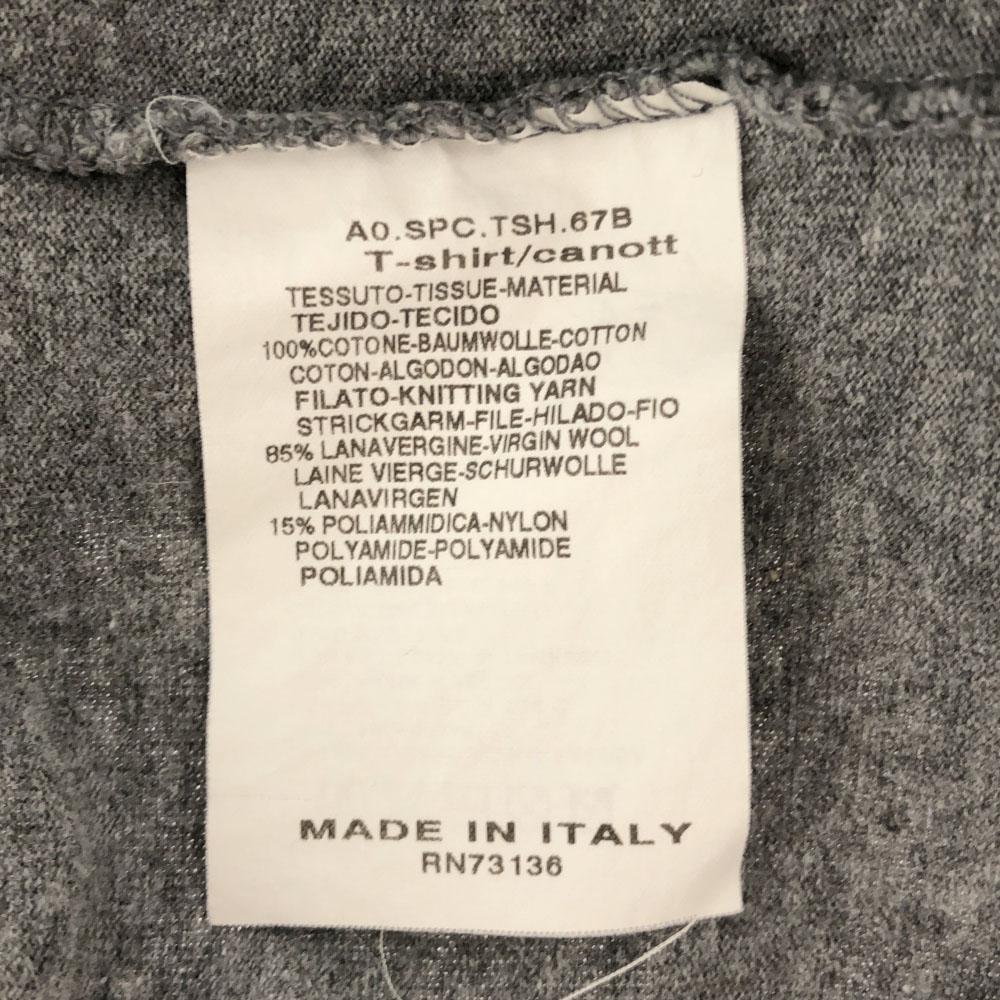 A0.SPC.TSH.67B
T-shirt/canott
TESSUTO-TISSUE-MATERIAL
TEJIDO-TECIDO
100%COTONE-BAUMWOLLE-COTTON
COTON-ALGODON-ALGODAO
FILATO-KNITTING YARN
STRICKGARM-FILE-HILADO-FIO
85% LANAVERGINE-VIRGIN WOOL
LAINE VIERGE-SCHURWOLLE
LANAVIRGEN
15% POLIAMMIDICA-NYLON
POLYAMIDE-POLYAMIDE
POLIAMIDA
MADE IN ITALY
RN73136